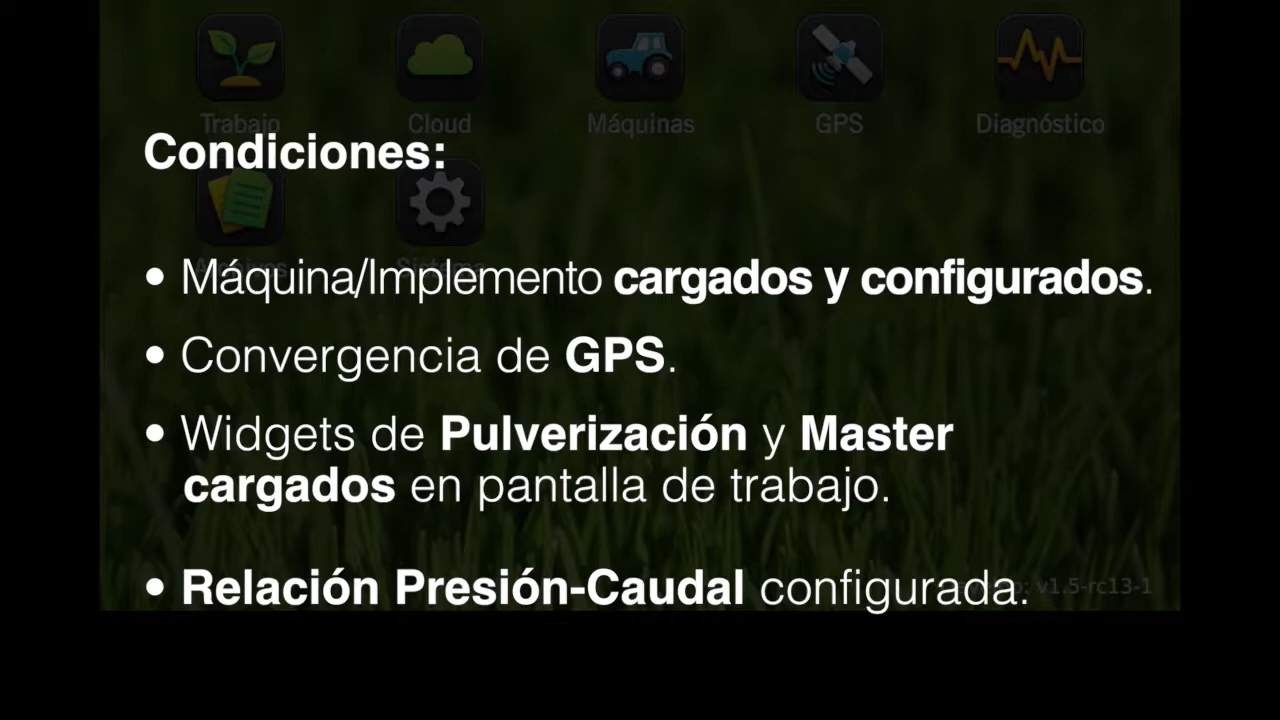 Trabajo
Cloud
Máquinas
GPS
Diagnóstico
Condiciones:
• Máquina/Implemento cargados y configurados.
• Convergencia de GPS.
• Widgets de Pulverización y Master
cargados en pantalla de trabajo.
• Relación Presión-Caudal configurada.
v1.5-rc13-1